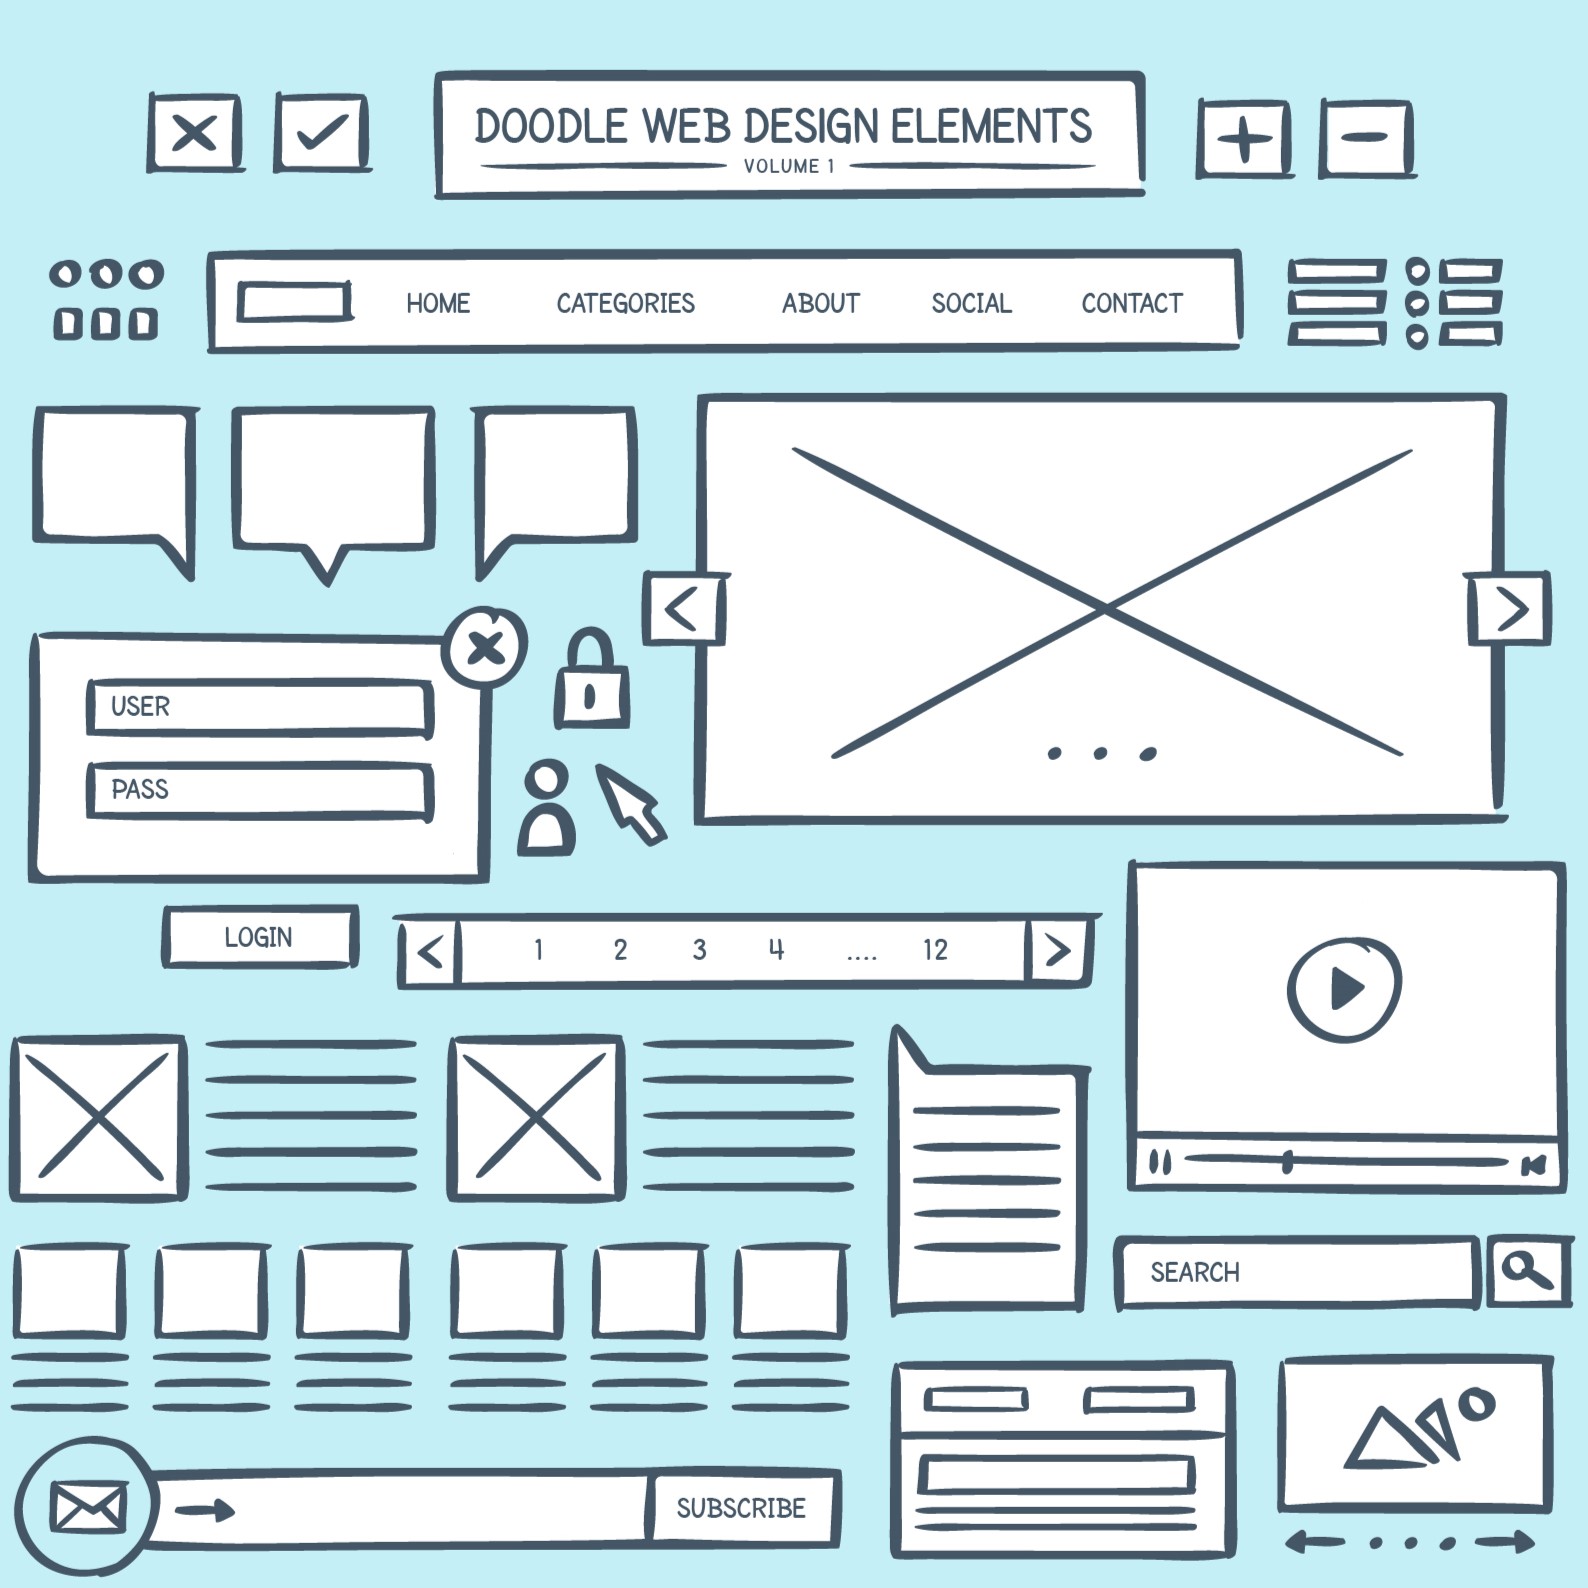 DOODLE WEB DESIGN ELEMENTS
VOLUME 1
HOME CATEGORIES ABOUT SOCIAL CONTACT
USER
PASS
LOGIN
1 2 3 4 .... 12
SEARCH
SUBSCRIBE